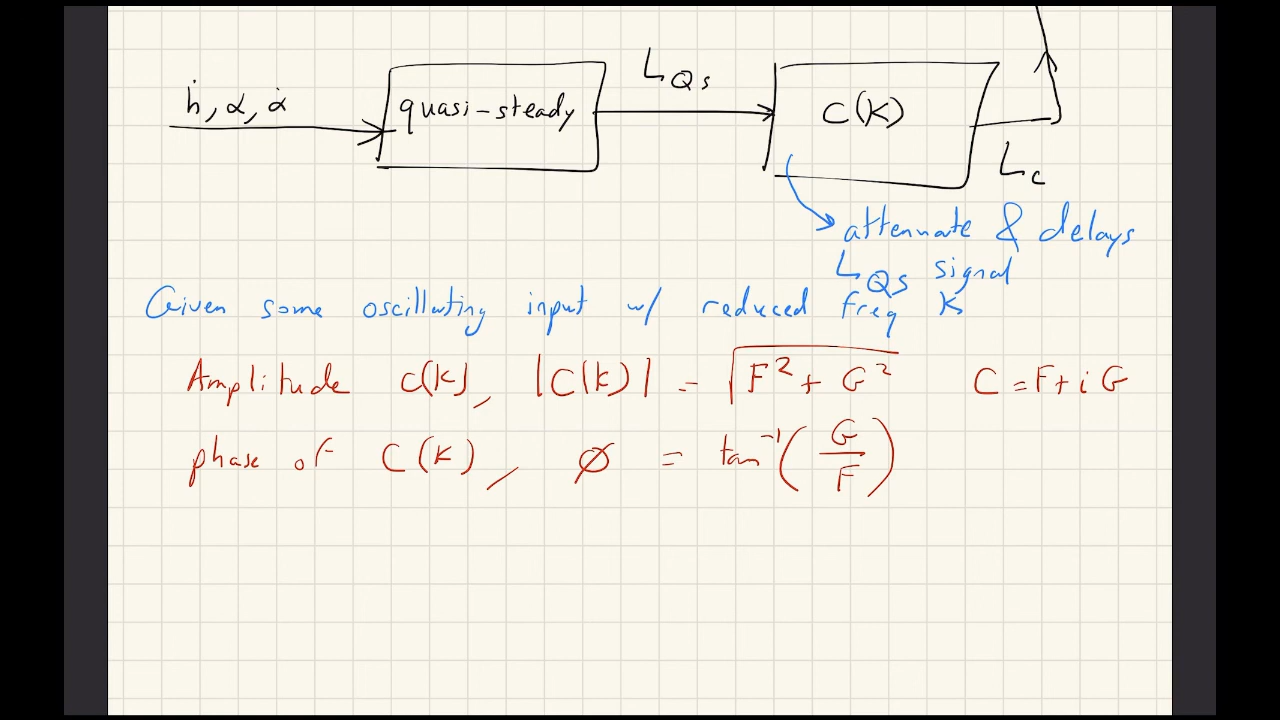 ḣ, α, α̇
quasi-steady
L_QS
C(K)
L_C
attenuate & delays
L_QS signal
Given some oscillating input w/ reduced freq K
Amplitude C(K), |C(K)| = √(F² + G²) C = F + i G
phase of C(K), ∅ = tan⁻¹(G/F)